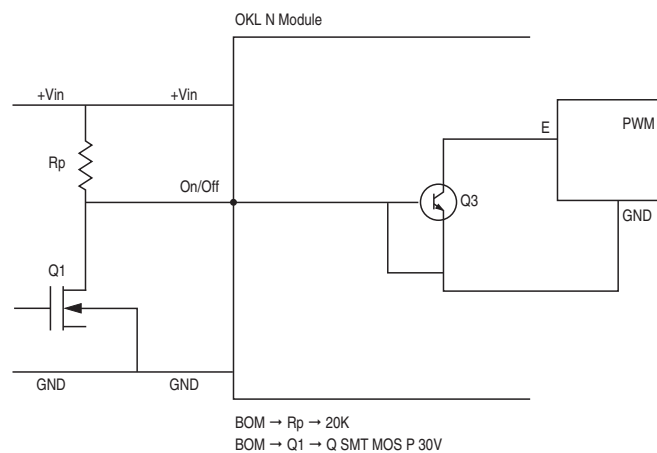 OKL N Module
+Vin +Vin
E PWM
Rp
On/Off
Q3
GND
Q1
GND GND
BOM → Rp → 20K
BOM → Q1 → Q SMT MOS P 30V